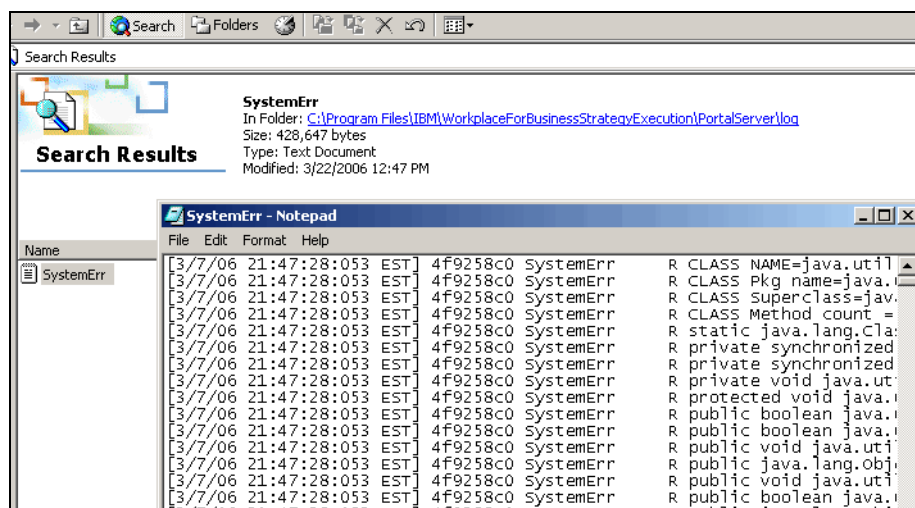 Search Folders
Search Results
SystemErr
In Folder: C:\Program Files\IBM\WorkplaceForBusinessStrategyExecution\PortalServer\log
Size: 428,647 bytes
Type: Text Document
Modified: 3/22/2006 12:47 PM
Search Results
SystemErr - Notepad
File Edit Format Help
Name
SystemErr
[3/7/06 21:47:28:053 EST] 4f9258c0 SystemErr R CLASS NAME=java.util
[3/7/06 21:47:28:053 EST] 4f9258c0 SystemErr R CLASS Pkg name=java.
[3/7/06 21:47:28:053 EST] 4f9258c0 SystemErr R CLASS Superclass=jav
[3/7/06 21:47:28:053 EST] 4f9258c0 SystemErr R CLASS Method count =
[3/7/06 21:47:28:053 EST] 4f9258c0 SystemErr R static java.lang.Cla
[3/7/06 21:47:28:053 EST] 4f9258c0 SystemErr R private synchronized
[3/7/06 21:47:28:053 EST] 4f9258c0 SystemErr R private synchronized
[3/7/06 21:47:28:053 EST] 4f9258c0 SystemErr R private void java.ut
[3/7/06 21:47:28:053 EST] 4f9258c0 SystemErr R protected void java.
[3/7/06 21:47:28:053 EST] 4f9258c0 SystemErr R public boolean java.
[3/7/06 21:47:28:053 EST] 4f9258c0 SystemErr R public boolean java.
[3/7/06 21:47:28:053 EST] 4f9258c0 SystemErr R public void java.uti
[3/7/06 21:47:28:053 EST] 4f9258c0 SystemErr R public java.lang.Obj
[3/7/06 21:47:28:053 EST] 4f9258c0 SystemErr R public void java.uti
[3/7/06 21:47:28:053 EST] 4f9258c0 SystemErr R public boolean java.